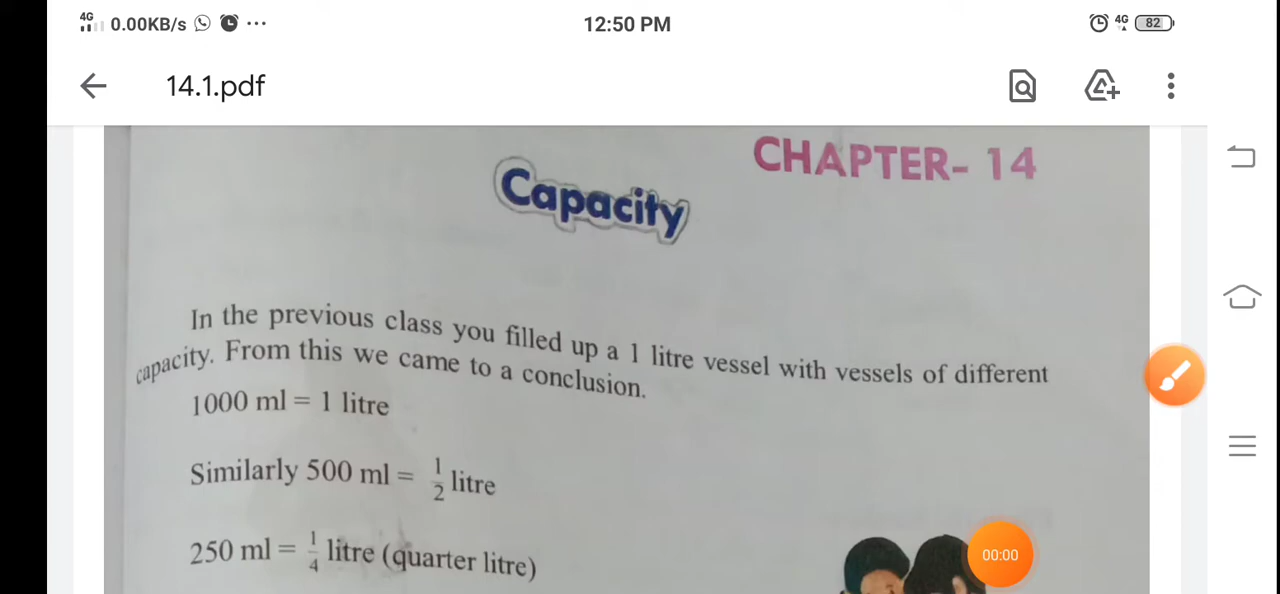 4G 0.00KB/s ... 12:50 PM 4G 82
14.1.pdf
CHAPTER- 14
Capacity
In the previous class you filled up a 1 litre vessel with vessels of different
capacity. From this we came to a conclusion.
1000 ml = 1 litre
Similarly 500 ml = 1/2 litre
250 ml = 1/4 litre (quarter litre)
00:00